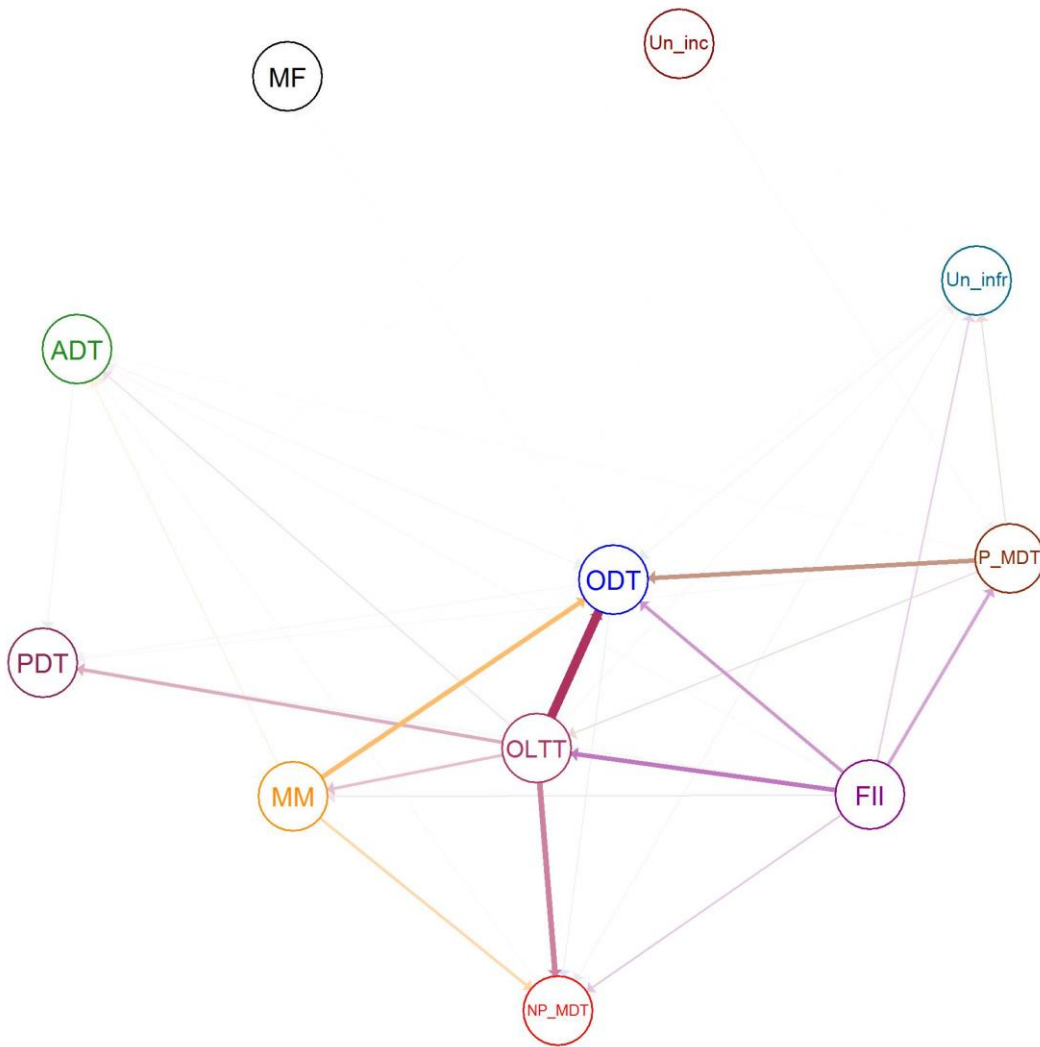 Un_inc
MF
Un_infr
ADT
P_MDT
ODT
PDT
OLTT
MM
FII
NP_MDT